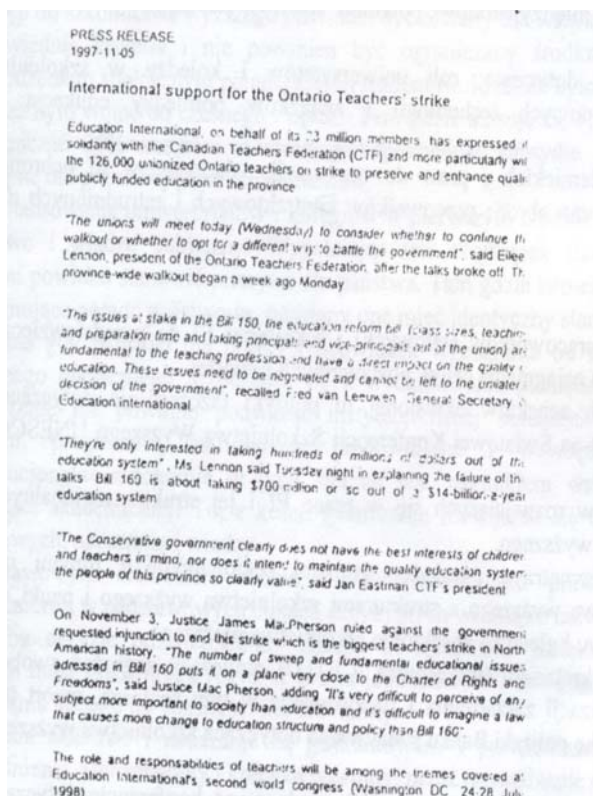 PRESS RELEASE
1997-11-05
International support for the Ontario Teachers' strike
Education International, on behalf of its 23 million members, has expressed
solidarity with the Canadian Teachers Federation (CTF) and more particularly wi
the 126,000 unionized Ontario teachers on strike to preserve and enhance quali
publicly funded education in the province
"The unions will meet today (Wednesday) to consider whether to continue th
walkout or whether to opt for a different way to battle the government", said Eilee
Lennon, president of the Ontario Teachers Federation, after the talks broke off. Th
province-wide walkout began a week ago Monday
"The issues at stake in the Bill 160, the education reform bill (class sizes, teacher
and preparation time and taking principals and vice-principals out of the union) are
fundamental to the teaching profession and have a direct impact on the quality
education. These issues need to be negotiated and cannot be left to the unilater
decision of the government", recalled Fred van Leeuwen, General Secretary
Education International.
"They're only interested in taking hundreds of millions of dollars out of th
education system", Ms. Lennon said Tuesday night in explaining the failure of th
talks Bill 160 is about taking $700 million or so out of a $14-billion-a-year
education system
"The Conservative government clearly does not have the best interests of children
and teachers in mind, nor does it intend to maintain the quality education system
the people of this province so clearly value", said Jan Eastman, CTF's president
On November 3, Justice James MacPherson ruled against the government
requested injunction to end this strike which is the biggest teachers' strike in North
American history. "The number of sweep and fundamental educational issues
adressed in Bill 160 puts it on a plane very close to the Charter of Rights and
Freedoms", said Justice Mac Pherson, adding "It's very difficult to perceive of any
subject more important to society than education and it's difficult to imagine a law
that causes more change to education structure and policy than Bill 160".
The role and responsabilities of teachers will be among the themes covered at
Education International's second world congress (Washington DC, 24-28 July
1998)